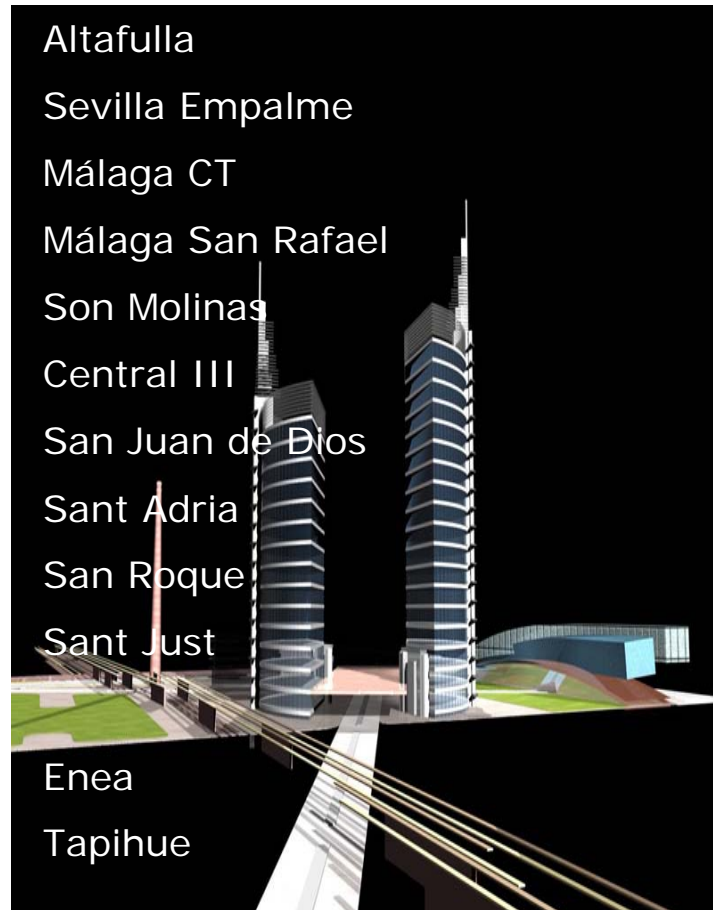 Altafulla
Sevilla Empalme
Málaga CT
Málaga San Rafael
Son Molinas
Central III
San Juan de Dios
Sant Adria
San Roque
Sant Just
Enea
Tapihue